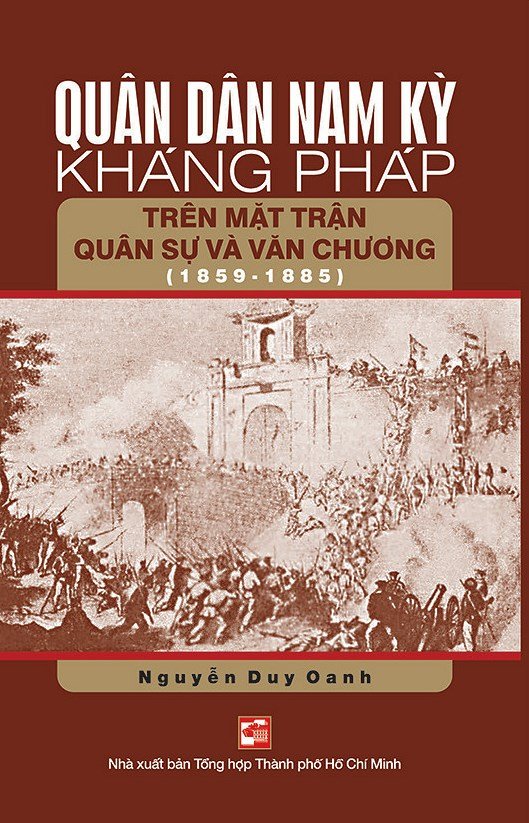 QUÂN DÂN NAM KỲ
KHÁNG PHÁP
TRÊN MẶT TRẬN
QUÂN SỰ VÀ VĂN CHƯƠNG
(1859-1885)
Nguyễn Duy Oanh
Nhà xuất bản Tổng hợp Thành phố Hồ Chí Minh